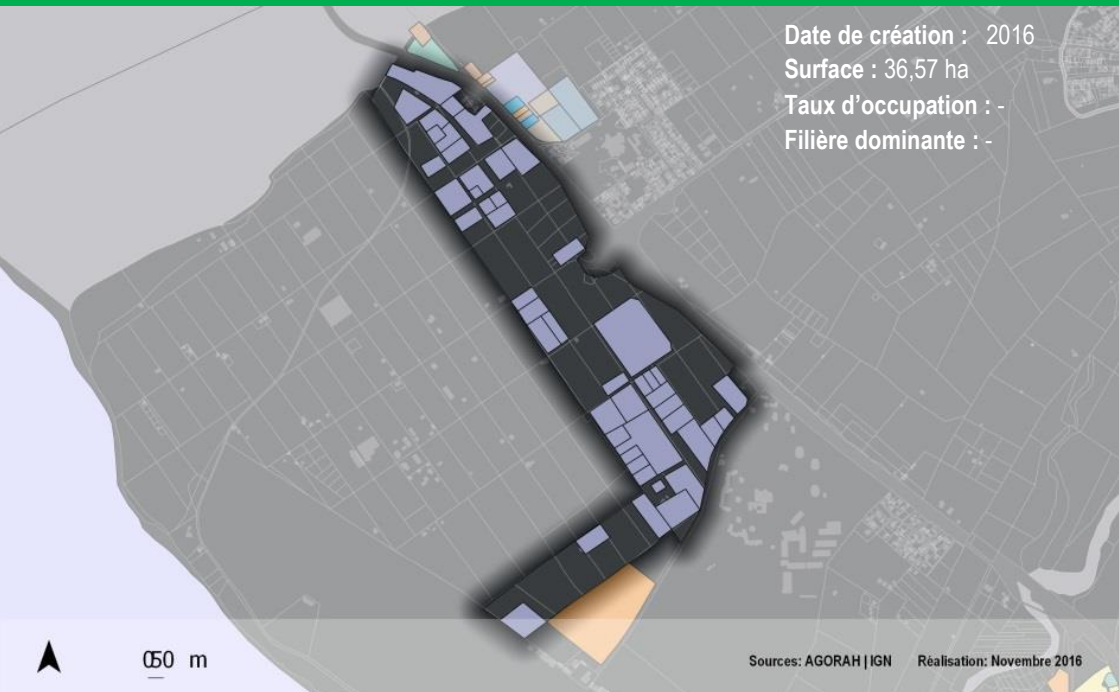 Date de création : 2016
Surface : 36,57 ha
Taux d’occupation : -
Filière dominante : -
050 m
Sources: AGORAH | IGN Réalisation: Novembre 2016